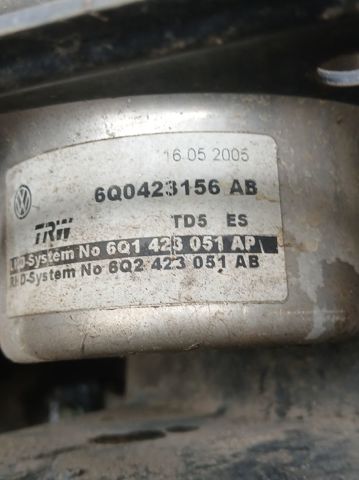 16 05 2005
6Q0423156 AB
TRW TD5 ES
D-System No 6Q1 423 051 AP
RHD-System No 6Q2 423 051 AB